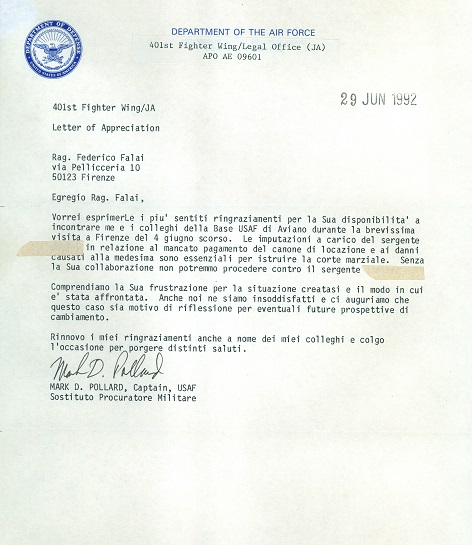 DEPARTMENT OF DEFENSE
UNITED STATES OF AMERICA
DEPARTMENT OF THE AIR FORCE
401st Fighter Wing/Legal Office (JA)
APO AE 09601
29 JUN 1992
401st Fighter Wing/JA
Letter of Appreciation
Rag. Federico Falai
via Pellicceria 10
50123 Firenze
Egregio Rag. Falai,
Vorrei esprimerLe i piu' sentiti ringraziamenti per la Sua disponibilita' a
incontrare me e i colleghi della Base USAF di Aviano durante la brevissima
visita a Firenze del 4 giugno scorso. Le imputazioni a carico del sergente
in relazione al mancato pagamento del canone di locazione e ai danni
causati alla medesima sono essenziali per istruire la corte marziale. Senza
la Sua collaborazione non potremmo procedere contro il sergente
Comprendiamo la Sua frustrazione per la situazione creatasi e il modo in cui
e' stata affrontata. Anche noi ne siamo insoddisfatti e ci auguriamo che
questo caso sia motivo di riflessione per eventuali future prospettive di
cambiamento.
Rinnovo i miei ringraziamenti anche a nome dei miei colleghi e colgo
l'occasione per porgere distinti saluti.
Mark D. Pollard
MARK D. POLLARD, Captain, USAF
Sostituto Procuratore Militare